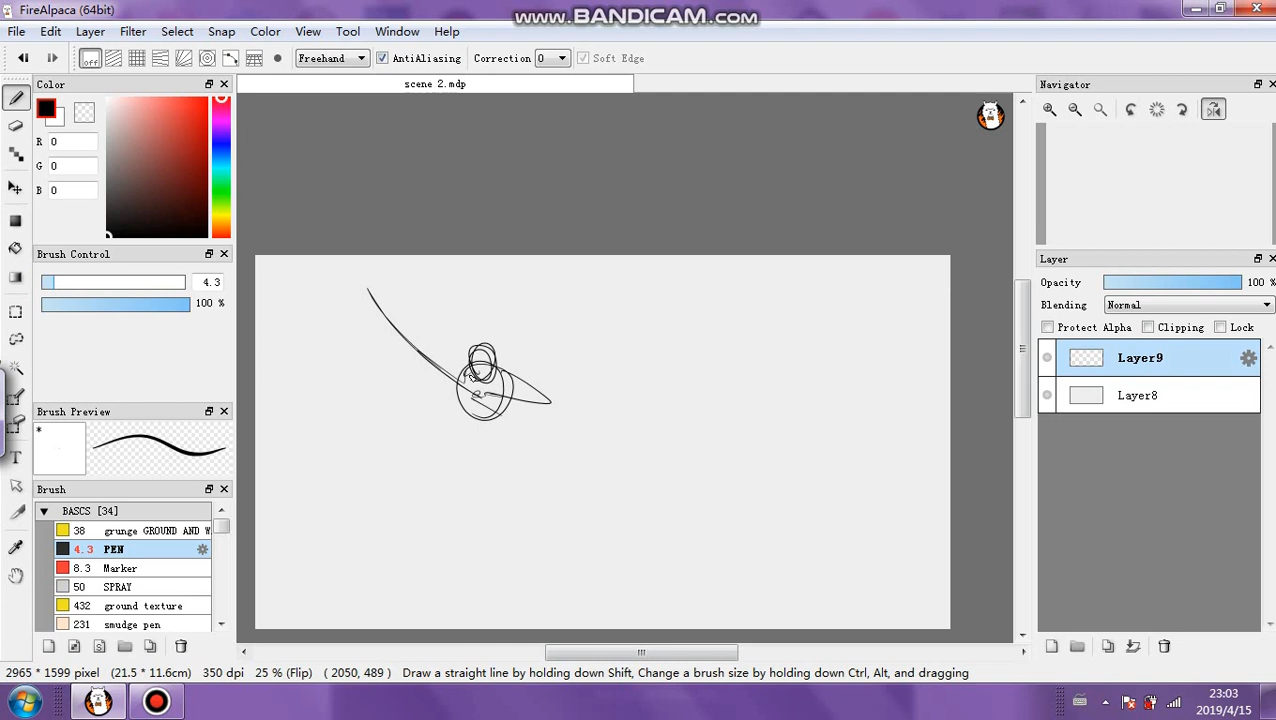 FireAlpaca (64bit)
www.BANDICAM.com
File Edit Layer Filter Select Snap Color View Tool Window Help
off Freehand AntiAliasing Correction 0 Soft Edge
Color
scene 2.mdp
Navigator
R 0
G 0
B 0
Brush Control
4.3
100 %
Layer
Opacity 100 %
Blending Normal
Protect Alpha Clipping Lock
Layer9
Layer8
Brush Preview
*
Brush
BASCS [34]
38 grunge GROUND AND W
4.3 PEN
8.3 Marker
50 SPRAY
432 ground texture
231 smudge pen
2965 * 1599 pixel (21.5 * 11.6cm) 350 dpi 25 % (Flip) ( 2050, 489 ) Draw a straight line by holding down Shift, Change a brush size by holding down Ctrl, Alt, and dragging
23:03
2019/4/15